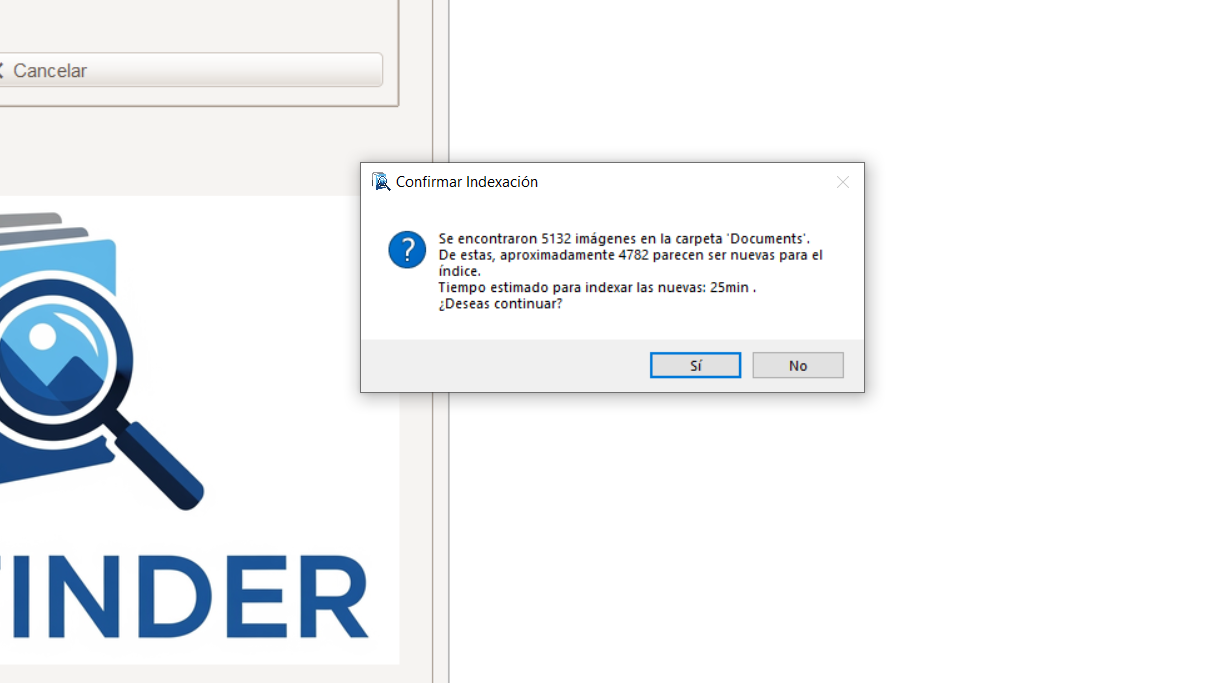 Cancelar
Confirmar Indexación
Se encontraron 5132 imágenes en la carpeta 'Documents'.
De estas, aproximadamente 4782 parecen ser nuevas para el
índice.
Tiempo estimado para indexar las nuevas: 25min .
¿Deseas continuar?
Sí
No
INDER